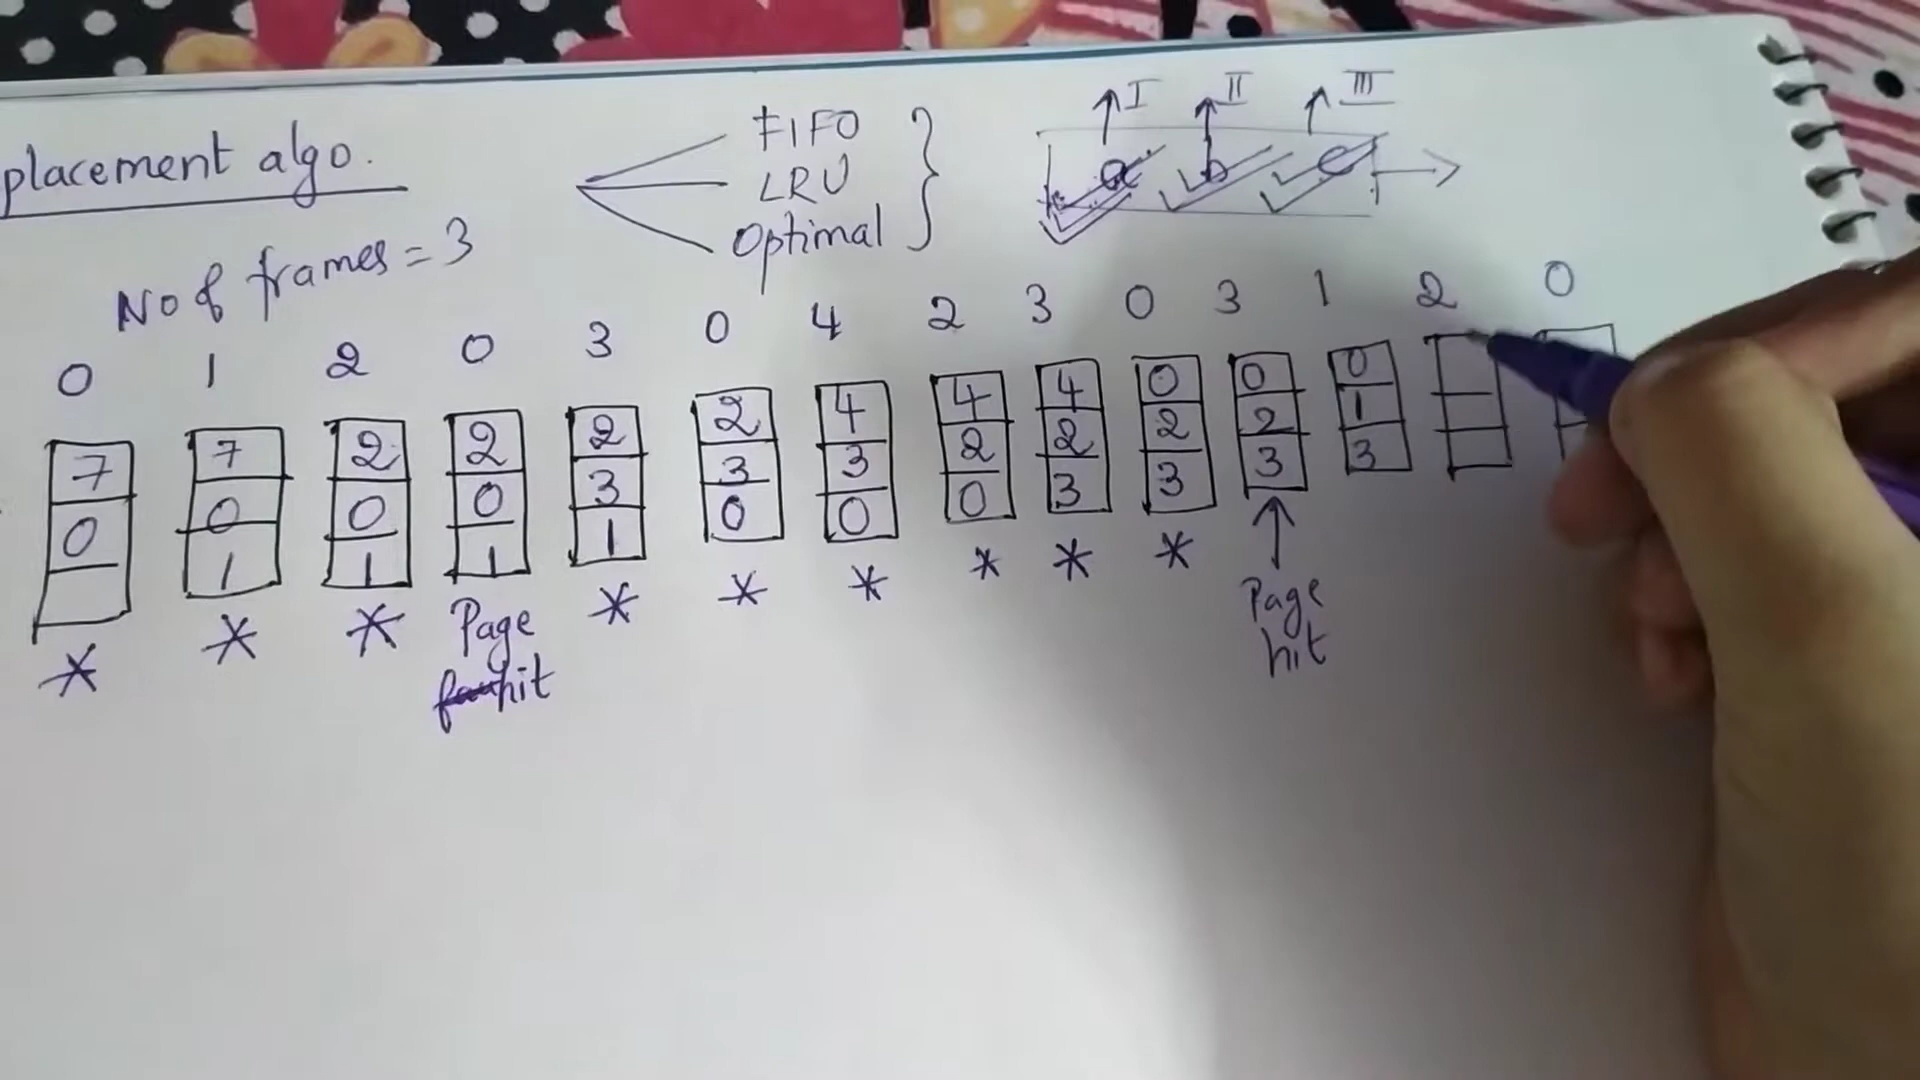 placement algo.
FIFO
LRU
Optimal
I II III
a b c
No of frames = 3
0 1 2 0 3 0 4 2 3 0 3 1 2 0
7 7 2 2 2 2 4 4 4 0 0 0
0 0 0 0 3 3 3 2 2 2 2 1
1 1 1 1 0 0 0 3 3 3 3
* * * * * * * * *
Page hit
Page hit